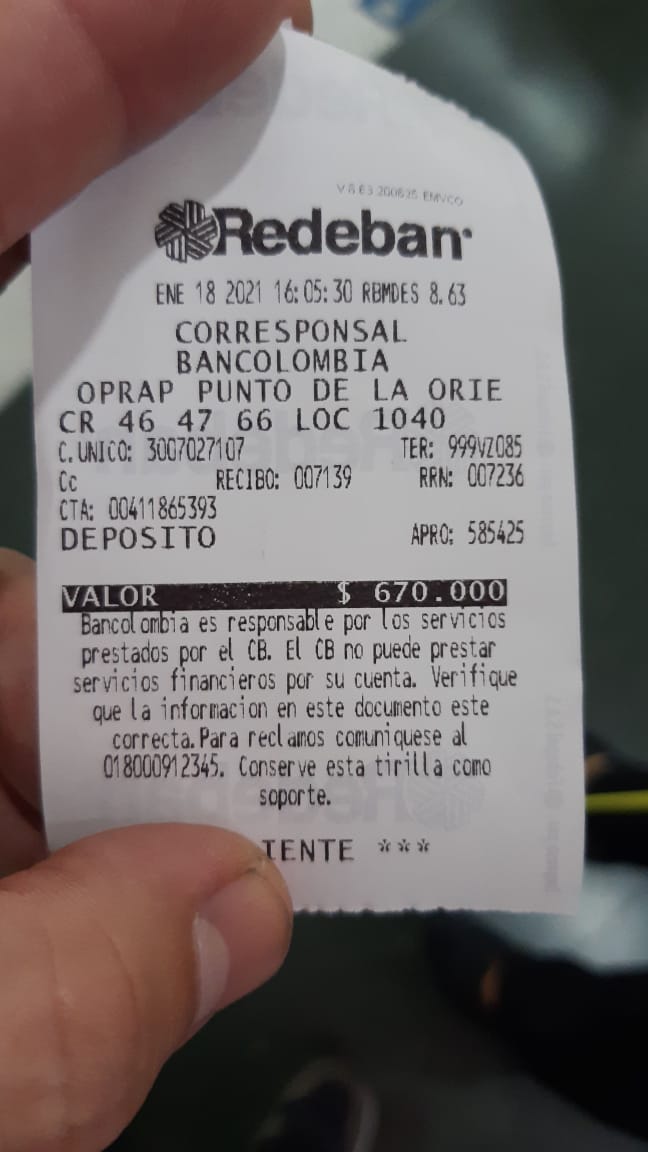 V 8.63 200625 EMVCO
Redeban
ENE 18 2021 16:05:30 RBMDES 8.63
CORRESPONSAL
BANCOLOMBIA
OPRAP PUNTO DE LA ORIE
CR 46 47 66 LOC 1040
C.UNICO: 3007027107 TER: 999VZ085
Cc RECIBO: 007139 RRN: 007236
CTA: 00411865393
DEPOSITO APRO: 585425
VALOR $ 670.000
Bancolombia es responsable por los servicios
prestados por el CB. El CB no puede prestar
servicios financieros por su cuenta. Verifique
que la informacion en este documento este
correcta.Para reclamos comuniquese al
018000912345. Conserve esta tirilla como
soporte.
IENTE ***